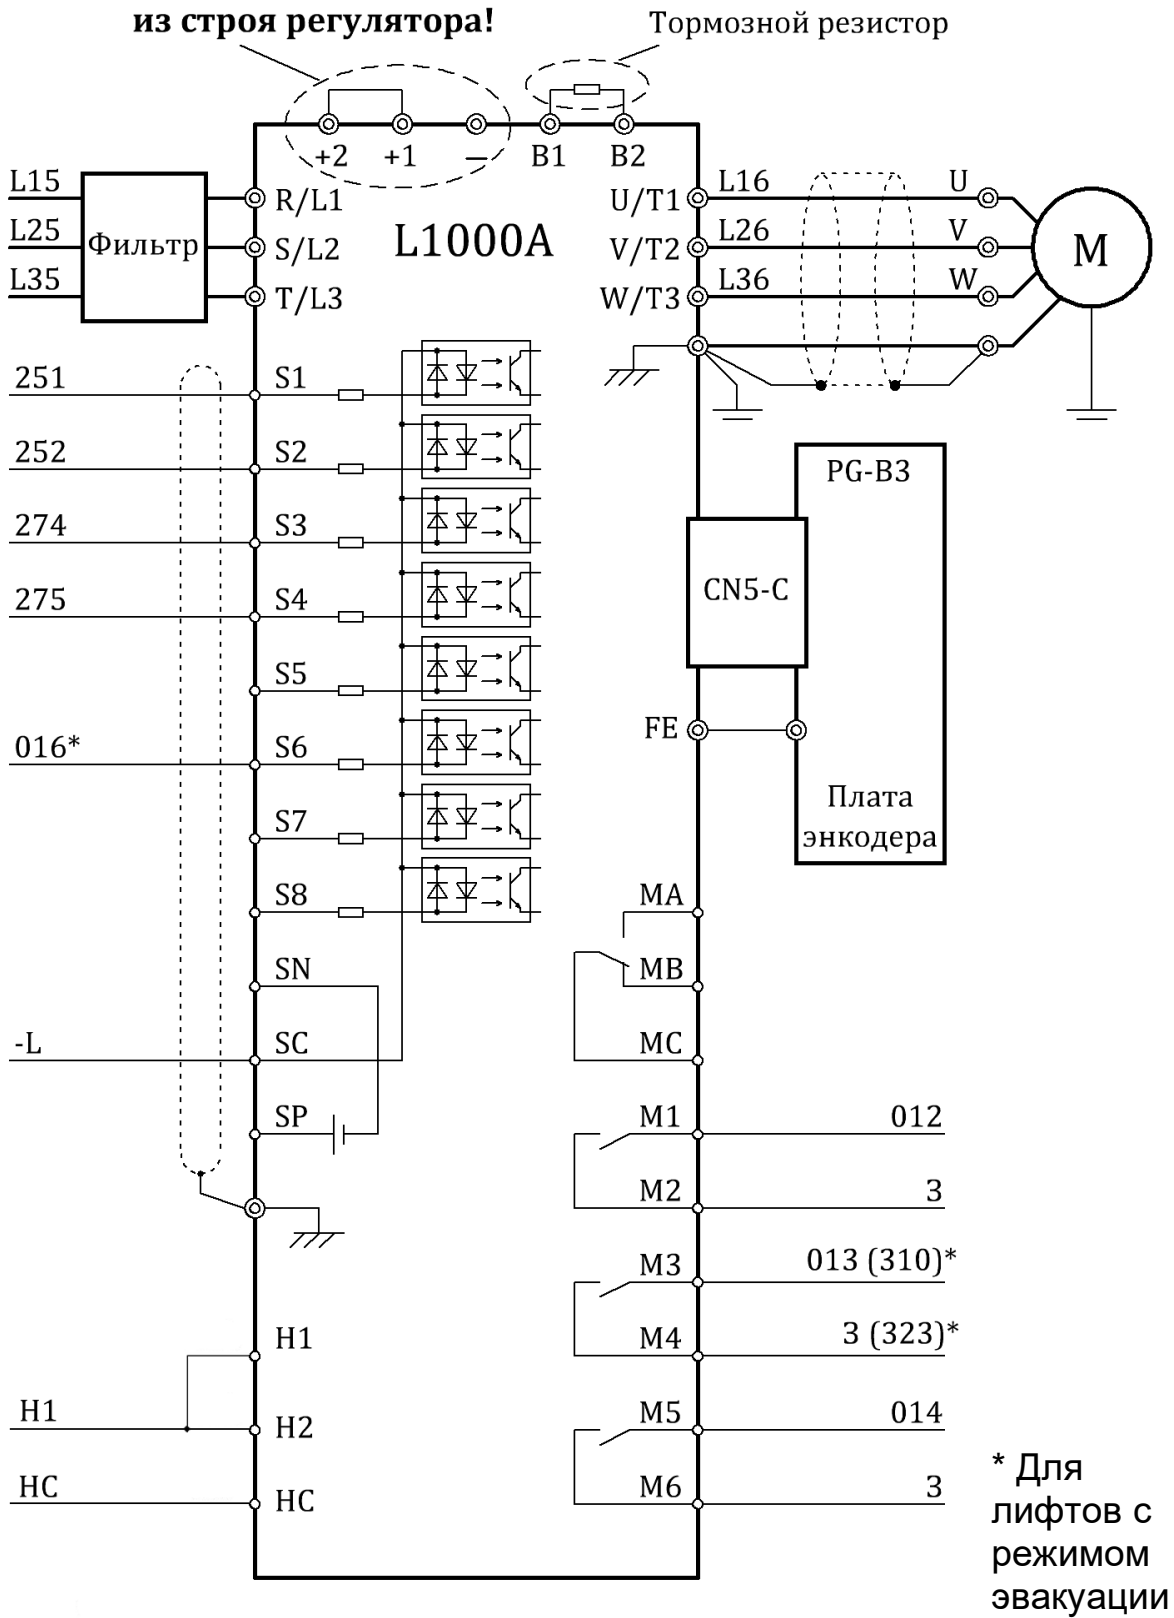 из строя регулятора!
Тормозной резистор
+2 +1 — B1 B2
L15
L25
L35
Фильтр
R/L1
S/L2
T/L3
L1000A
U/T1
V/T2
W/T3
L16
L26
L36
U
V
W
M
251
252
274
275
016*
-L
S1
S2
S3
S4
S5
S6
S7
S8
SN
SC
SP
H1
H2
HC
H1
HC
PG-B3
CN5-C
FE
Плата
энкодера
MA
MB
MC
M1
M2
M3
M4
M5
M6
012
3
013 (310)*
3 (323)*
014
3
* Для
лифтов с
режимом
эвакуации